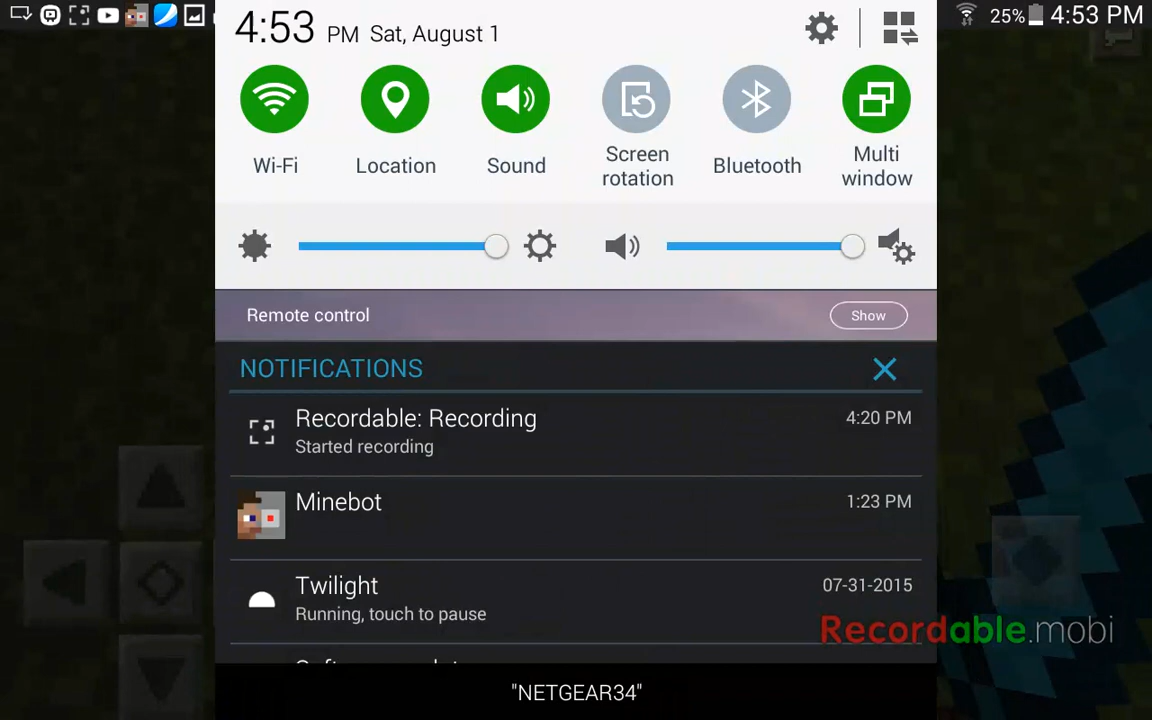 25% 4:53 PM
4:53 PM Sat, August 1
Wi-Fi
Location
Sound
Screen
rotation
Bluetooth
Multi
window
Remote control
Show
NOTIFICATIONS
Recordable: Recording
4:20 PM
Started recording
Minebot
1:23 PM
Twilight
07-31-2015
Running, touch to pause
Recordable.mobi
"NETGEAR34"